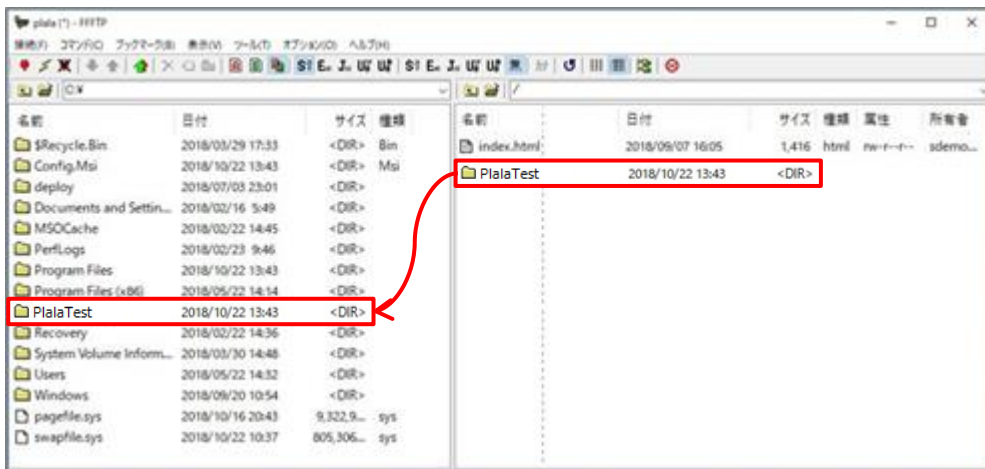 plala (*) - FFFTP
接続(F) コマンド(C) ブックマーク(B) 表示(V) ツール(T) オプション(O) ヘルプ(H)
C:¥
/
名前 日付 サイズ 種類
$Recycle.Bin 2018/03/29 17:33 <DIR> Bin
Config.Msi 2018/10/22 13:43 <DIR> Msi
deploy 2018/07/03 23:01 <DIR>
Documents and Settin... 2018/02/16 5:49 <DIR>
MSOCache 2018/02/22 14:45 <DIR>
PerfLogs 2018/02/23 9:46 <DIR>
Program Files 2018/10/22 13:43 <DIR>
Program Files (x86) 2018/05/22 14:14 <DIR>
PlalaTest 2018/10/22 13:43 <DIR>
Recovery 2018/02/22 14:36 <DIR>
System Volume Inform... 2018/03/30 14:48 <DIR>
Users 2018/05/22 14:32 <DIR>
Windows 2018/09/20 10:54 <DIR>
pagefile.sys 2018/10/16 20:43 9,322,9... sys
swapfile.sys 2018/10/22 10:37 805,306... sys
名前 日付 サイズ 種類 属性 所有者
index.html 2018/09/07 16:05 1,416 html rw-r--r-- sdemo...
PlalaTest 2018/10/22 13:43 <DIR>